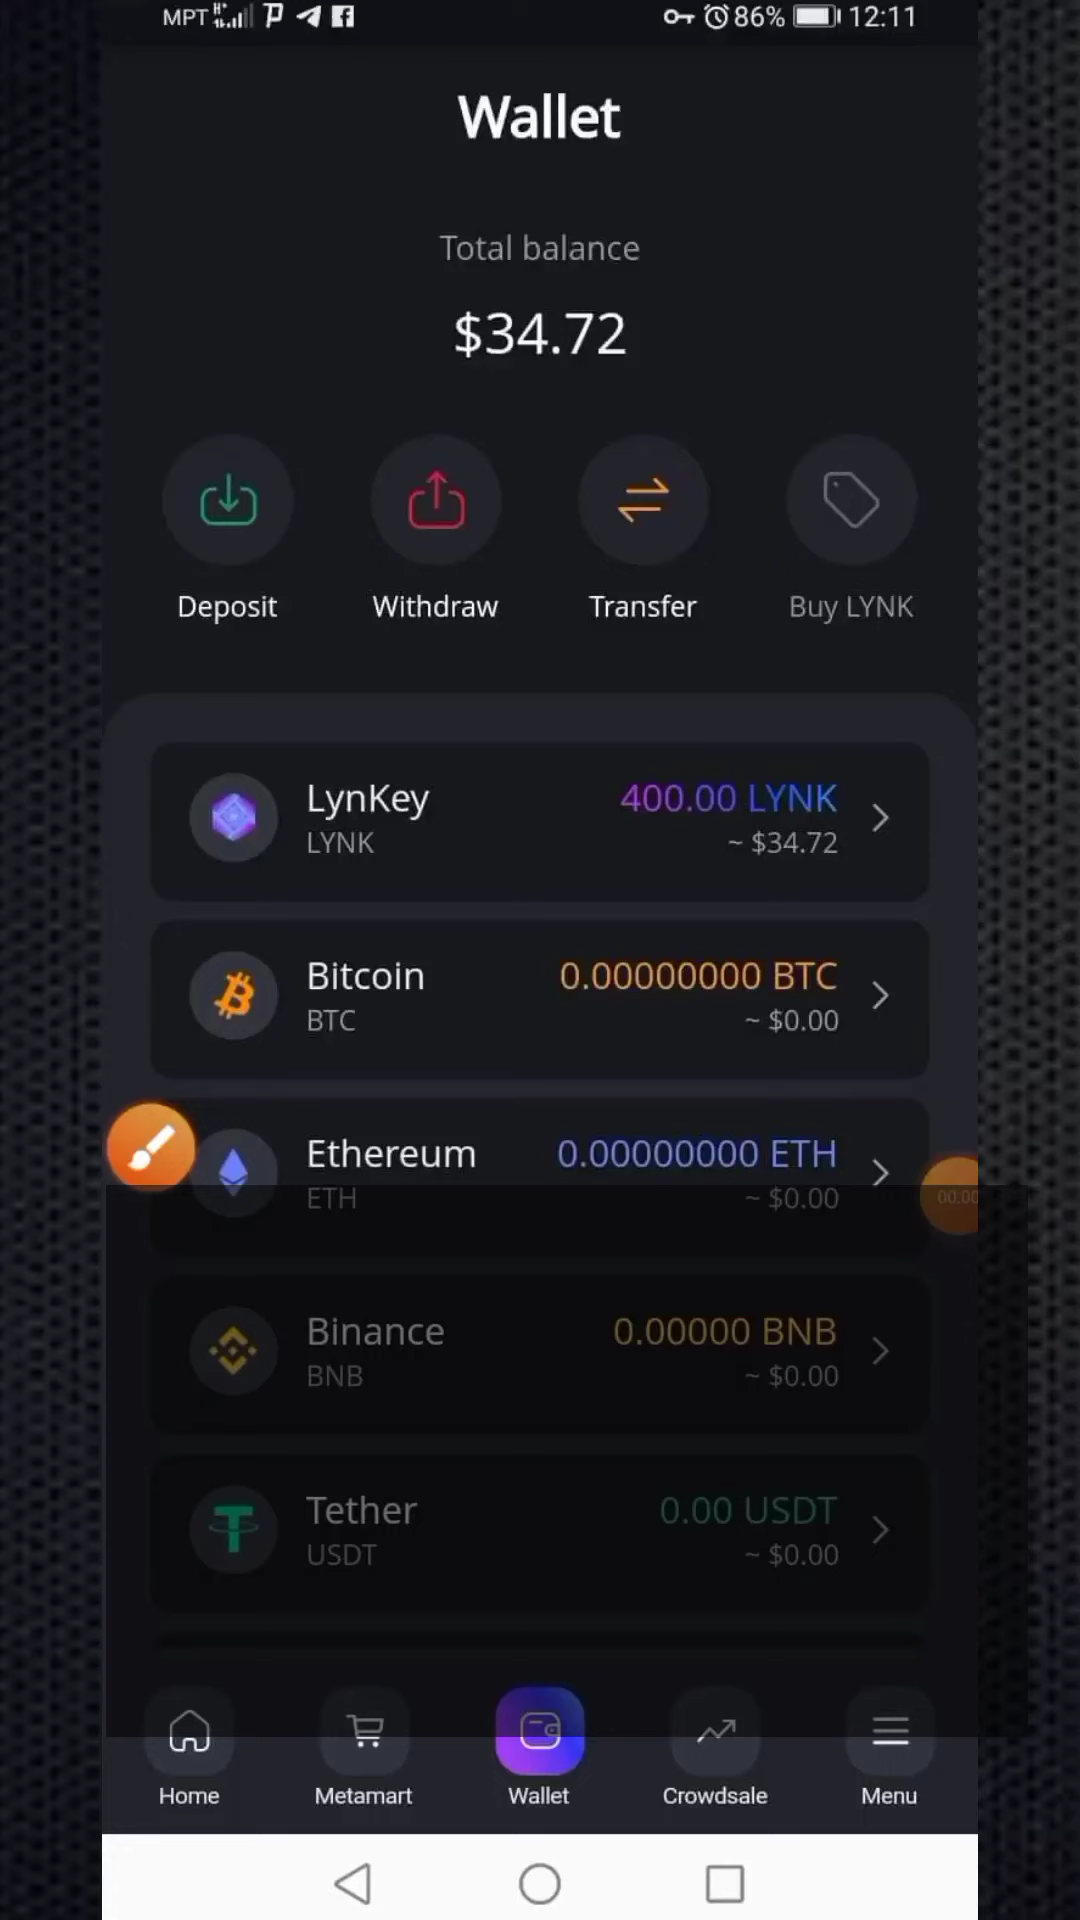 MPT 86% 12:11
Wallet
Total balance
$34.72
Deposit Withdraw Transfer Buy LYNK
LynKey 400.00 LYNK
LYNK ~ $34.72
Bitcoin 0.00000000 BTC
BTC ~ $0.00
Ethereum 0.00000000 ETH
ETH ~ $0.00
00:00
Binance 0.00000 BNB
BNB ~ $0.00
Tether 0.00 USDT
USDT ~ $0.00
Home Metamart Wallet Crowdsale Menu